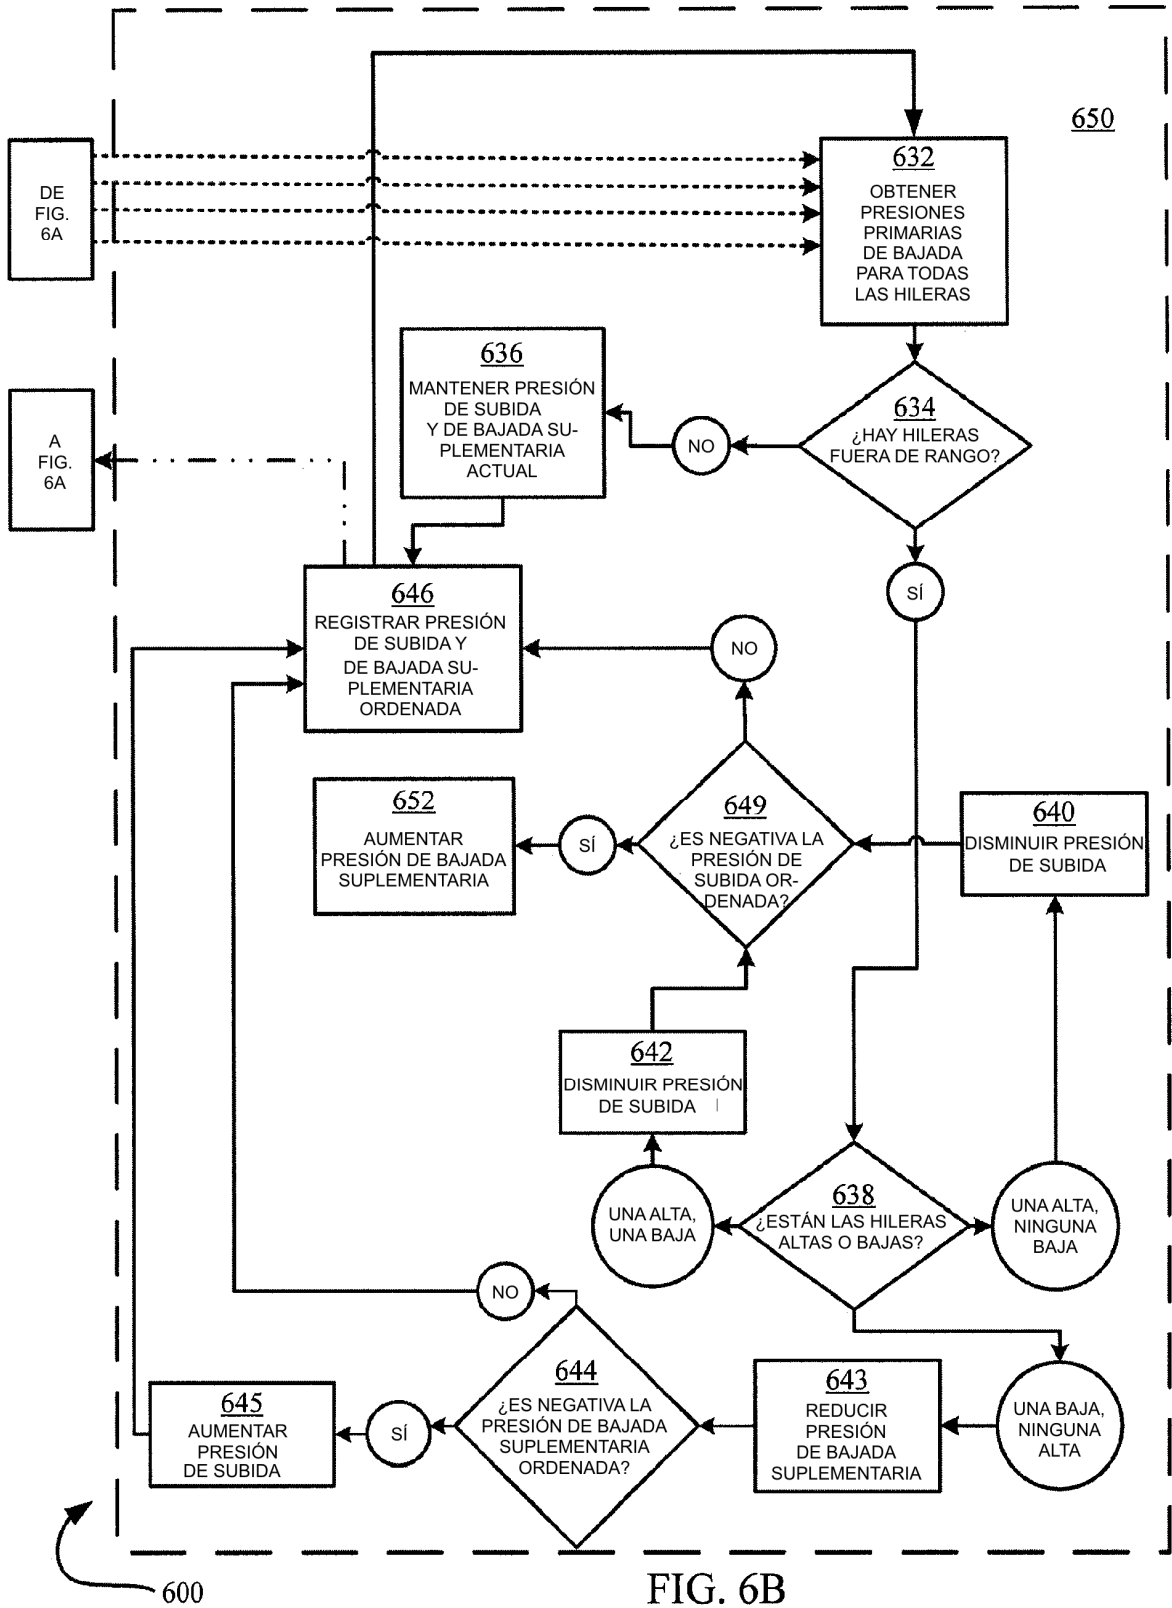 650
DE
FIG.
6A
632
OBTENER
PRESIONES
PRIMARIAS
DE BAJADA
PARA TODAS
LAS HILERAS
636
MANTENER PRESIÓN
DE SUBIDA
Y DE BAJADA SU-
PLEMENTARIA
ACTUAL
NO
634
¿HAY HILERAS
FUERA DE RANGO?
A
FIG.
6A
SÍ
646
REGISTRAR PRESIÓN
DE SUBIDA Y
DE BAJADA SU-
PLEMENTARIA
ORDENADA
NO
652
AUMENTAR
PRESIÓN DE BAJADA
SUPLEMENTARIA
SÍ
649
¿ES NEGATIVA LA
PRESIÓN DE
SUBIDA OR-
DENADA?
640
DISMINUIR PRESIÓN
DE SUBIDA
642
DISMINUIR PRESIÓN
DE SUBIDA
UNA ALTA,
UNA BAJA
638
¿ESTÁN LAS HILERAS
ALTAS O BAJAS?
UNA ALTA,
NINGUNA
BAJA
NO
645
AUMENTAR
PRESIÓN
DE SUBIDA
SÍ
644
¿ES NEGATIVA LA
PRESIÓN DE BAJADA
SUPLEMENTARIA
ORDENADA?
643
REDUCIR
PRESIÓN
DE BAJADA
SUPLEMENTARIA
UNA BAJA,
NINGUNA
ALTA
600
FIG. 6B